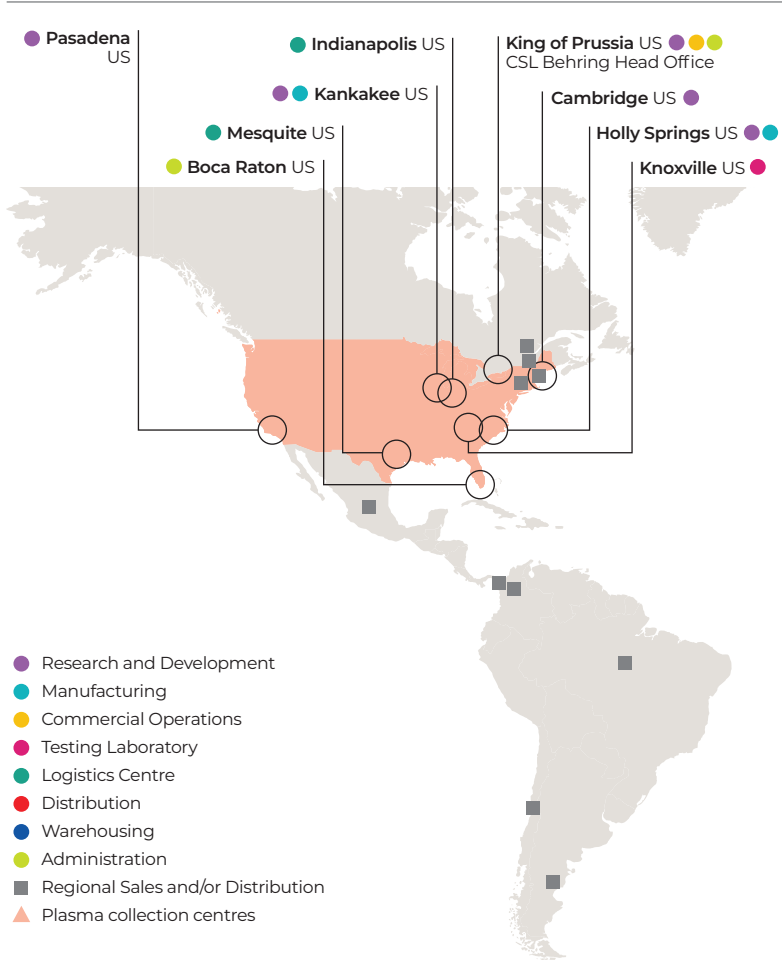 Pasadena
US
Indianapolis US
King of Prussia US
CSL Behring Head Office
Kankakee US
Cambridge US
Mesquite US
Holly Springs US
Boca Raton US
Knoxville US
Research and Development
Manufacturing
Commercial Operations
Testing Laboratory
Logistics Centre
Distribution
Warehousing
Administration
Regional Sales and/or Distribution
Plasma collection centres